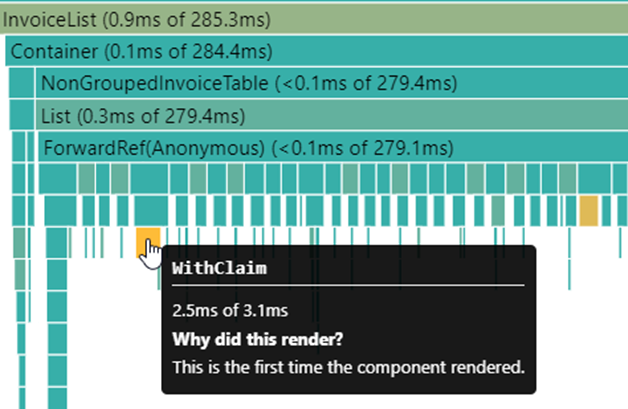 InvoiceList (0.9ms of 285.3ms)
Container (0.1ms of 284.4ms)
NonGroupedInvoiceTable (<0.1ms of 279.4ms)
List (0.3ms of 279.4ms)
ForwardRef(Anonymous) (<0.1ms of 279.1ms)
WithClaim
2.5ms of 3.1ms
Why did this render?
This is the first time the component rendered.